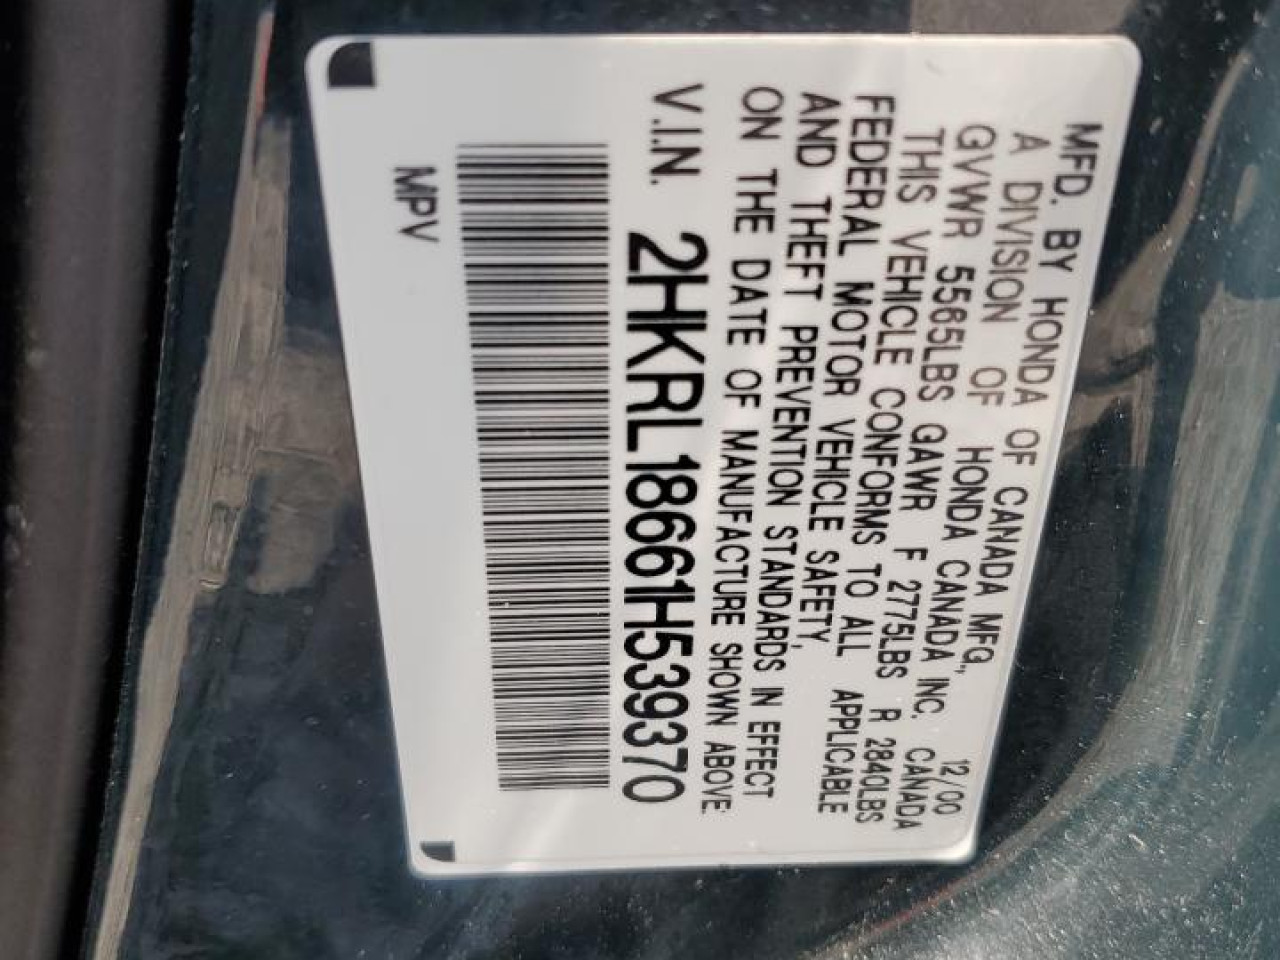 MFD. BY HONDA OF CANADA MFG., 12/00
A DIVISION OF HONDA CANADA INC. CANADA
GVWR 5565LBS GAWR F 2775LBS R 2840LBS
THIS VEHICLE CONFORMS TO ALL APPLICABLE
FEDERAL MOTOR VEHICLE SAFETY,
AND THEFT PREVENTION STANDARDS IN EFFECT
ON THE DATE OF MANUFACTURE SHOWN ABOVE:
V.I.N. 2HKRL18661H539370
MPV